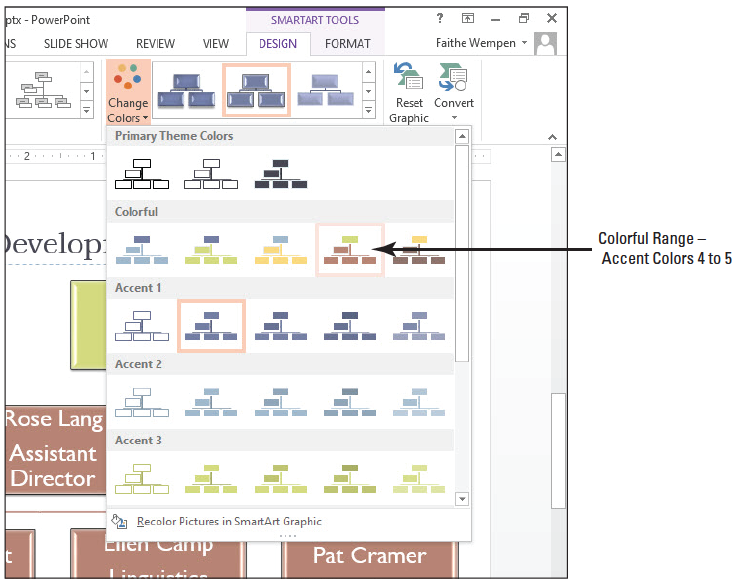 ptx - PowerPoint
SMARTART TOOLS
?
NS SLIDE SHOW REVIEW VIEW DESIGN FORMAT
Faithe Wempen
Change
Colors
Reset
Graphic
Convert
Primary Theme Colors
2 1
Colorful
Developm
Colorful Range –
Accent Colors 4 to 5
Accent 1
Accent 2
Rose Lang
Assistant
Director
Accent 3
Recolor Pictures in SmartArt Graphic
t
Ellen Camp
Linguistics
Pat Cramer